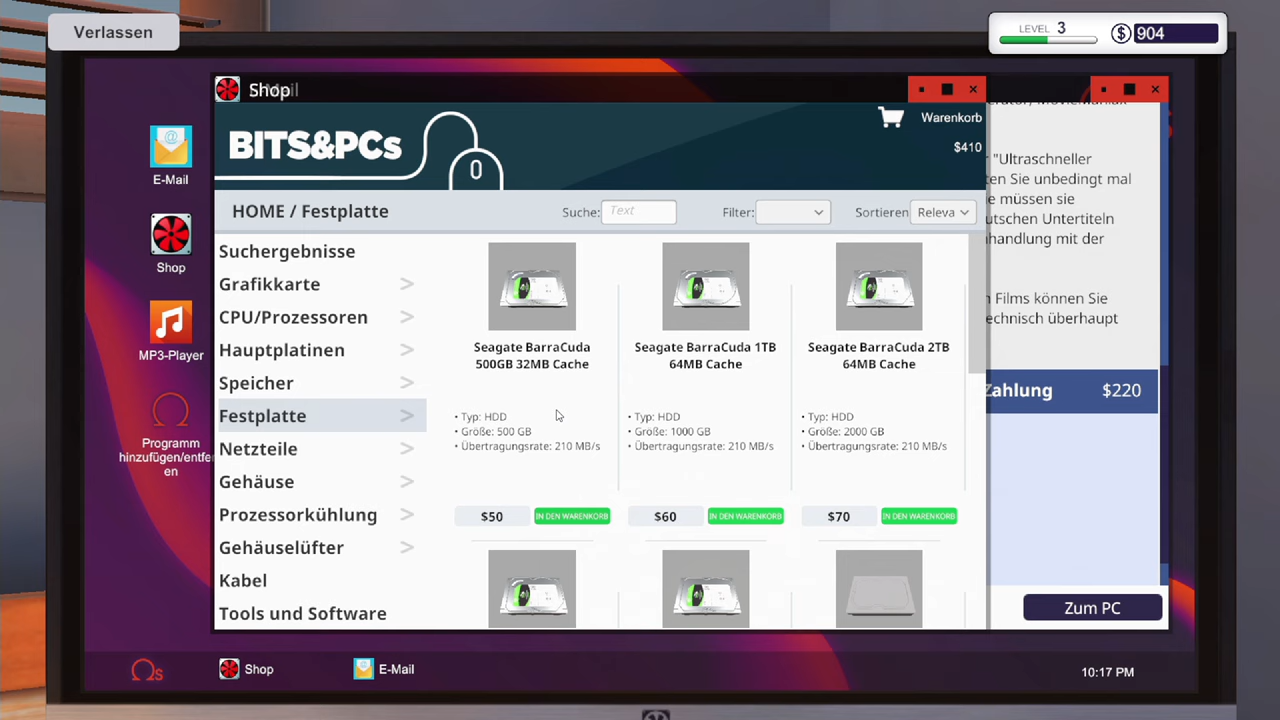 Verlassen
LEVEL 3
$ 904
Shop
BITS&PCs
Warenkorb
$410
HOME / Festplatte
Suche: Text
Filter:
Sortieren Releva
Suchergebnisse
Grafikkarte >
CPU/Prozessoren >
Hauptplatinen >
Speicher >
Festplatte >
Netzteile >
Gehäuse >
Prozessorkühlung >
Gehäuselüfter >
Kabel
Tools und Software
Seagate BarraCuda
500GB 32MB Cache
• Typ: HDD
• Größe: 500 GB
• Übertragungsrate: 210 MB/s
$50 IN DEN WARENKORB
Seagate BarraCuda 1TB
64MB Cache
• Typ: HDD
• Größe: 1000 GB
• Übertragungsrate: 210 MB/s
$60 IN DEN WARENKORB
Seagate BarraCuda 2TB
64MB Cache
• Typ: HDD
• Größe: 2000 GB
• Übertragungsrate: 210 MB/s
$70 IN DEN WARENKORB
"Ultraschneller
en Sie unbedingt mal
e müssen sie
utschen Untertiteln
nhandlung mit der
n Films können Sie
echnisch überhaupt
Zahlung $220
Zum PC
E-Mail
Shop
MP3-Player
Programm
hinzufügen/entfer
en
Shop
E-Mail
10:17 PM